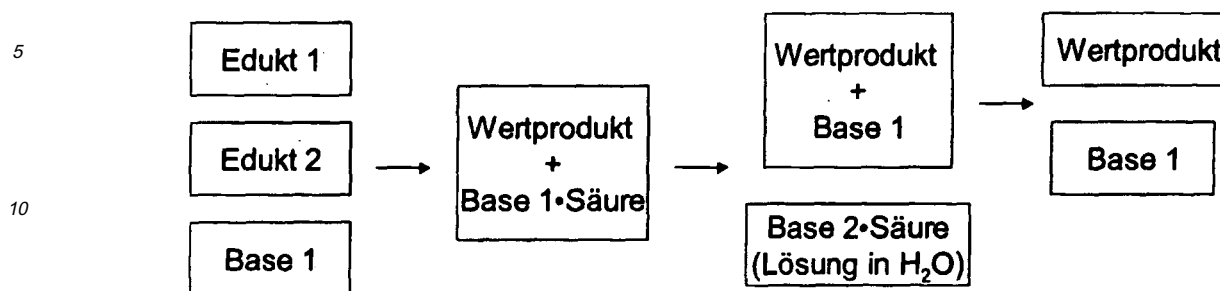 5
10
Edukt 1
Edukt 2
Base 1
Wertprodukt
+
Base 1•Säure
Wertprodukt
+
Base 1
Base 2•Säure
(Lösung in H₂O)
Wertprodukt
Base 1